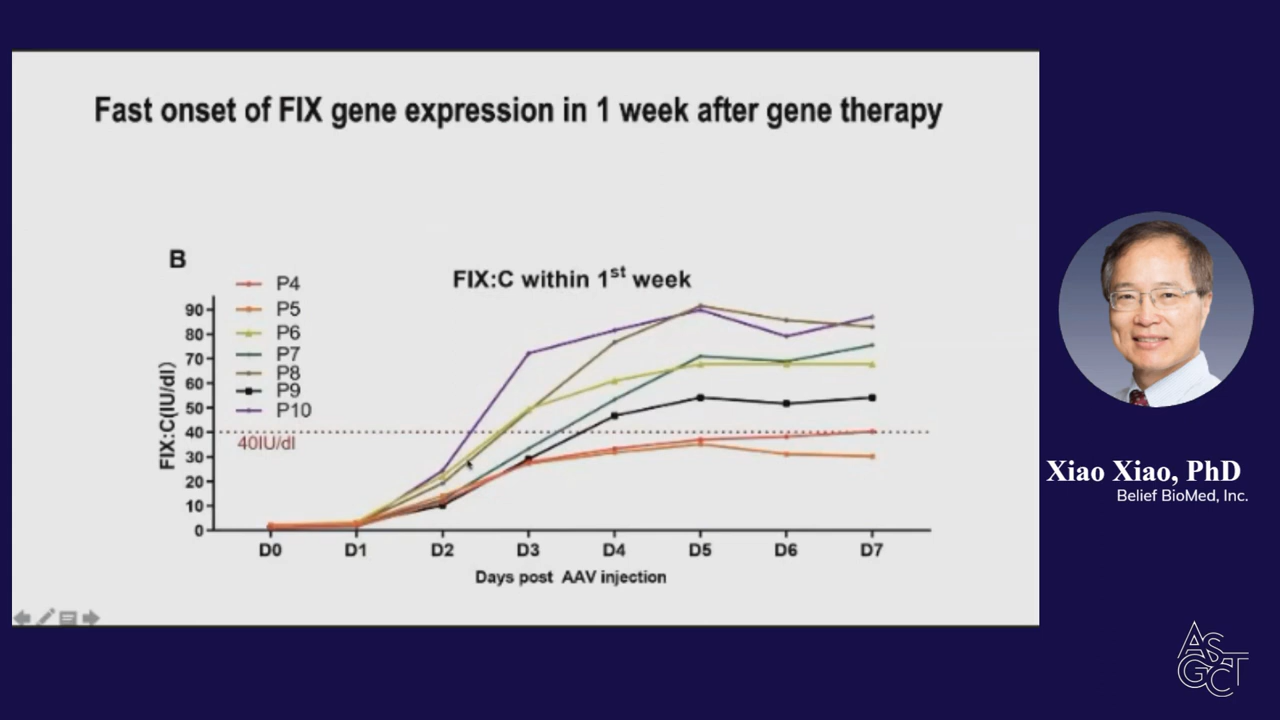 Fast onset of FIX gene expression in 1 week after gene therapy
B
FIX:C within 1st week
P4
P5
P6
P7
P8
P9
P10
FIX:C(IU/dl)
90
80
70
60
50
40
30
20
10
0
40IU/dl
D0 D1 D2 D3 D4 D5 D6 D7
Days post AAV injection
Xiao Xiao, PhD
Belief BioMed, Inc.
ASGCT